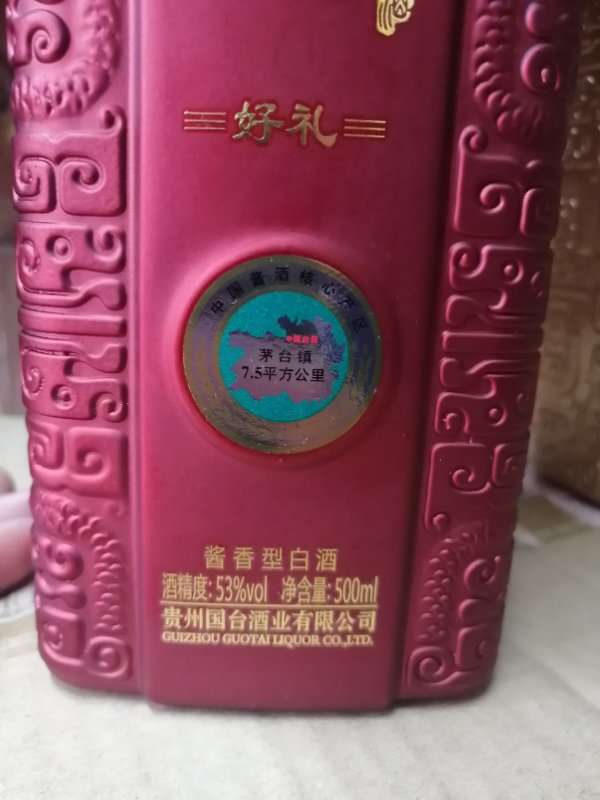 酒
好礼
中国酱酒核心产区
茅台镇
7.5平方公里
酱香型白酒
酒精度:53%vol 净含量:500ml
贵州国台酒业有限公司
GUIZHOU GUOTAI LIQUOR CO.,LTD.